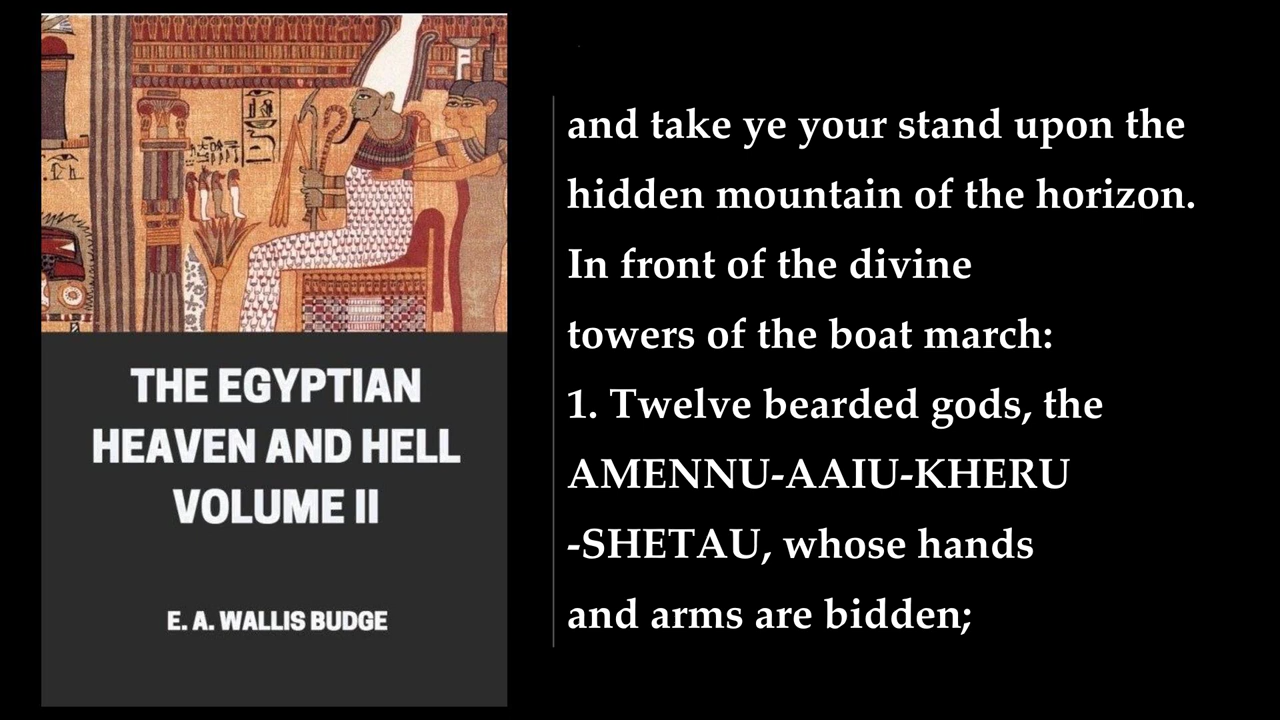 THE EGYPTIAN
HEAVEN AND HELL
VOLUME II
E. A. WALLIS BUDGE
and take ye your stand upon the
hidden mountain of the horizon.
In front of the divine
towers of the boat march:
1. Twelve bearded gods, the
AMENNU-AAIU-KHERU
-SHETAU, whose hands
and arms are bidden;